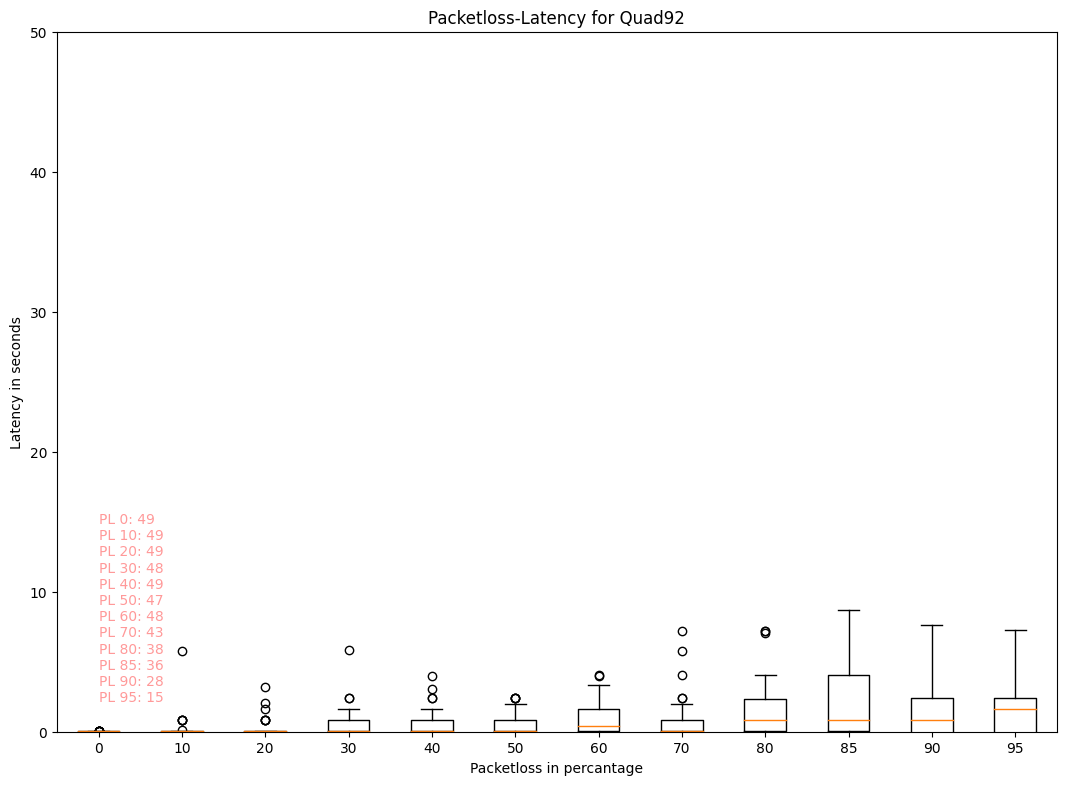 Packetloss-Latency for Quad92
50
40
30
20
10
0
Latency in seconds
PL 0: 49
PL 10: 49
PL 20: 49
PL 30: 48
PL 40: 49
PL 50: 47
PL 60: 48
PL 70: 43
PL 80: 38
PL 85: 36
PL 90: 28
PL 95: 15
0 10 20 30 40 50 60 70 80 85 90 95
Packetloss in percantage